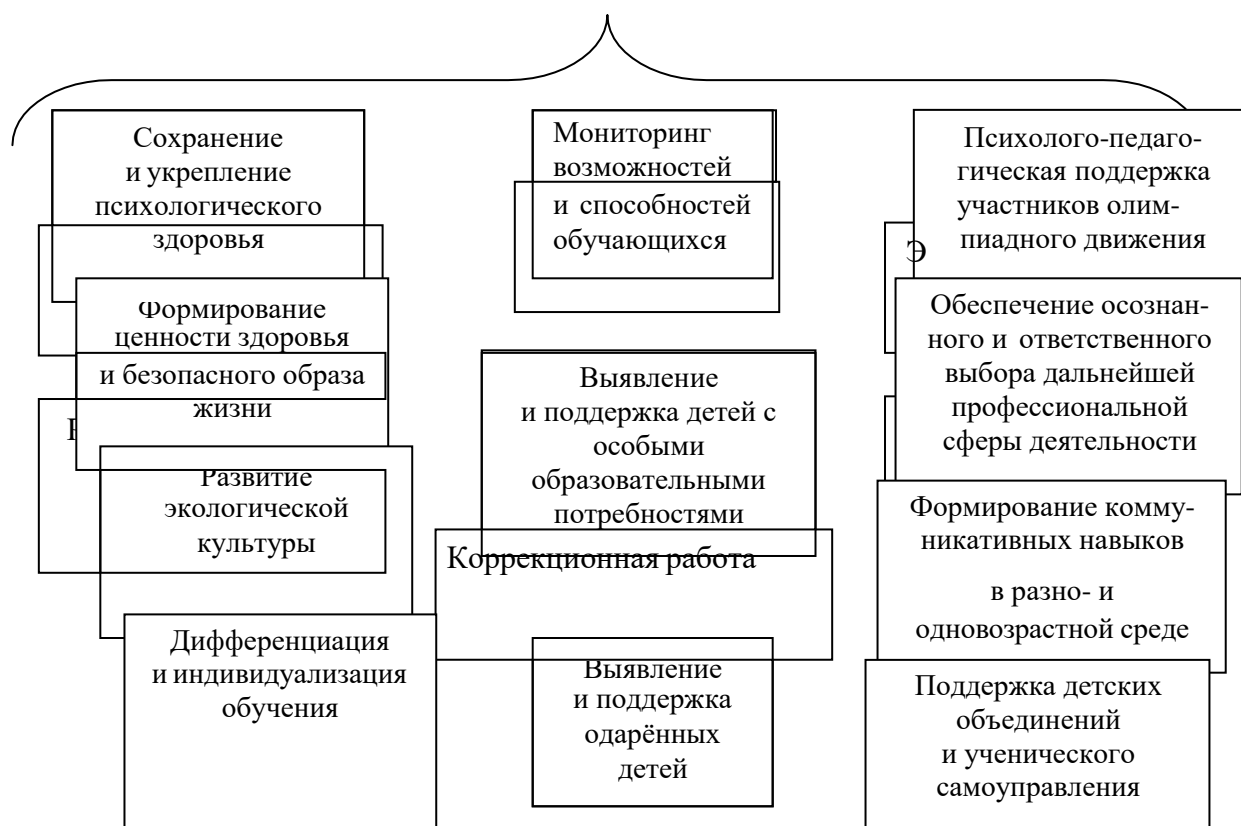 Сохранение
и укрепление
психологического
здоровья
Формирование
ценности здоровья
и безопасного образа
жизни
Развитие
экологической
культуры
Дифференциация
и индивидуализация
обучения
Мониторинг
возможностей
и способностей
обучающихся
Выявление
и поддержка детей с
особыми
образовательными
потребностями
Коррекционная работа
Выявление
и поддержка
одарённых
детей
Психолого-педаго-
гическая поддержка
участников олим-
пиадного движения
Э
Обеспечение осознан-
ного и ответственного
выбора дальнейшей
профессиональной
сферы деятельности
Формирование комму-
никативных навыков
в разно- и
одновозрастной среде
Поддержка детских
объединений
и ученического
самоуправления